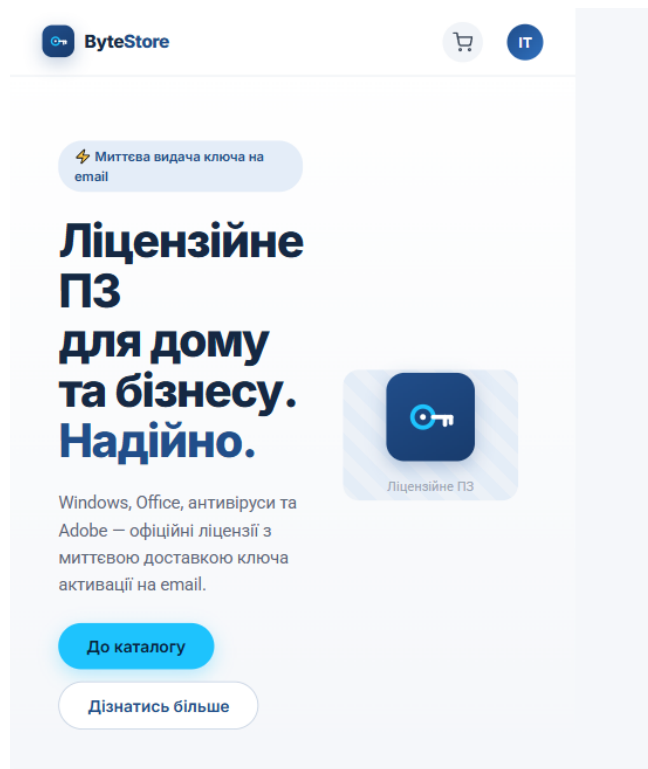 ByteStore
ІТ
⚡ Миттєва видача ключа на
email
Ліцензійне
ПЗ
для дому
та бізнесу.
Надійно.
Windows, Office, антивіруси та
Adobe — офіційні ліцензії з
миттєвою доставкою ключа
активації на email.
Ліцензійне ПЗ
До каталогу
Дізнатись більше